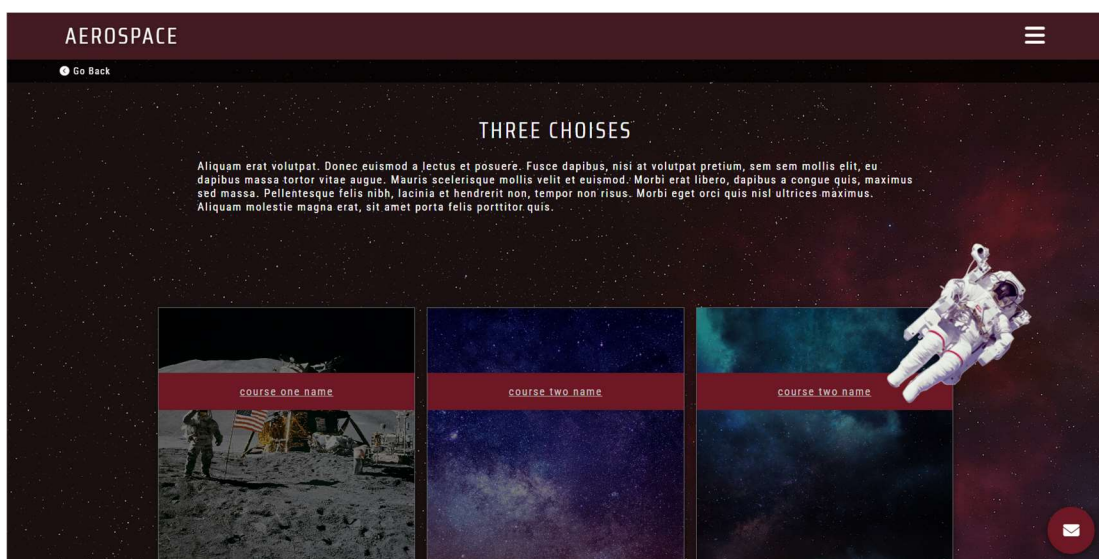 AEROSPACE
Go Back
THREE CHOISES
Aliquam erat volutpat. Donec euismod a lectus et posuere. Fusce dapibus, nisi at volutpat pretium, sem sem mollis elit, eu
dapibus massa tortor vitae augue. Mauris scelerisque mollis velit et euismod. Morbi erat libero, dapibus a congue quis, maximus
sed massa. Pellentesque felis nibh, lacinia et hendrerit non, tempor non risus. Morbi eget orci quis nisl ultrices maximus.
Aliquam molestie magna erat, sit amet porta felis porttitor quis.
course one name
course two name
course two name